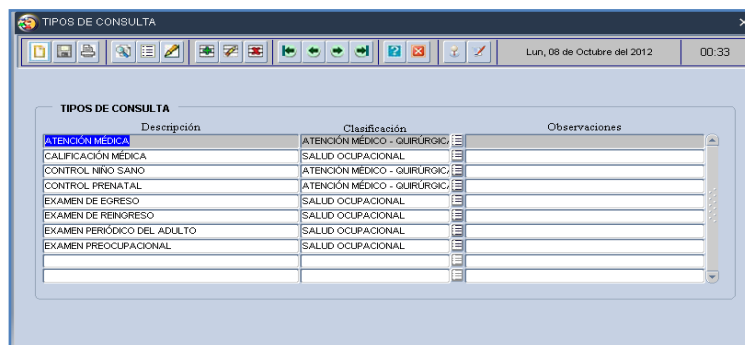 TIPOS DE CONSULTA
Lun, 08 de Octubre del 2012 00:33
TIPOS DE CONSULTA
Descripción Clasificación Observaciones
ATENCIÓN MÉDICA ATENCIÓN MÉDICO - QUIRÚRGICA
CALIFICACIÓN MÉDICA SALUD OCUPACIONAL
CONTROL NIÑO SANO ATENCIÓN MÉDICO - QUIRÚRGICA
CONTROL PRENATAL ATENCIÓN MÉDICO - QUIRÚRGICA
EXAMEN DE EGRESO SALUD OCUPACIONAL
EXAMEN DE REINGRESO SALUD OCUPACIONAL
EXAMEN PERIÓDICO DEL ADULTO SALUD OCUPACIONAL
EXAMEN PREOCUPACIONAL SALUD OCUPACIONAL